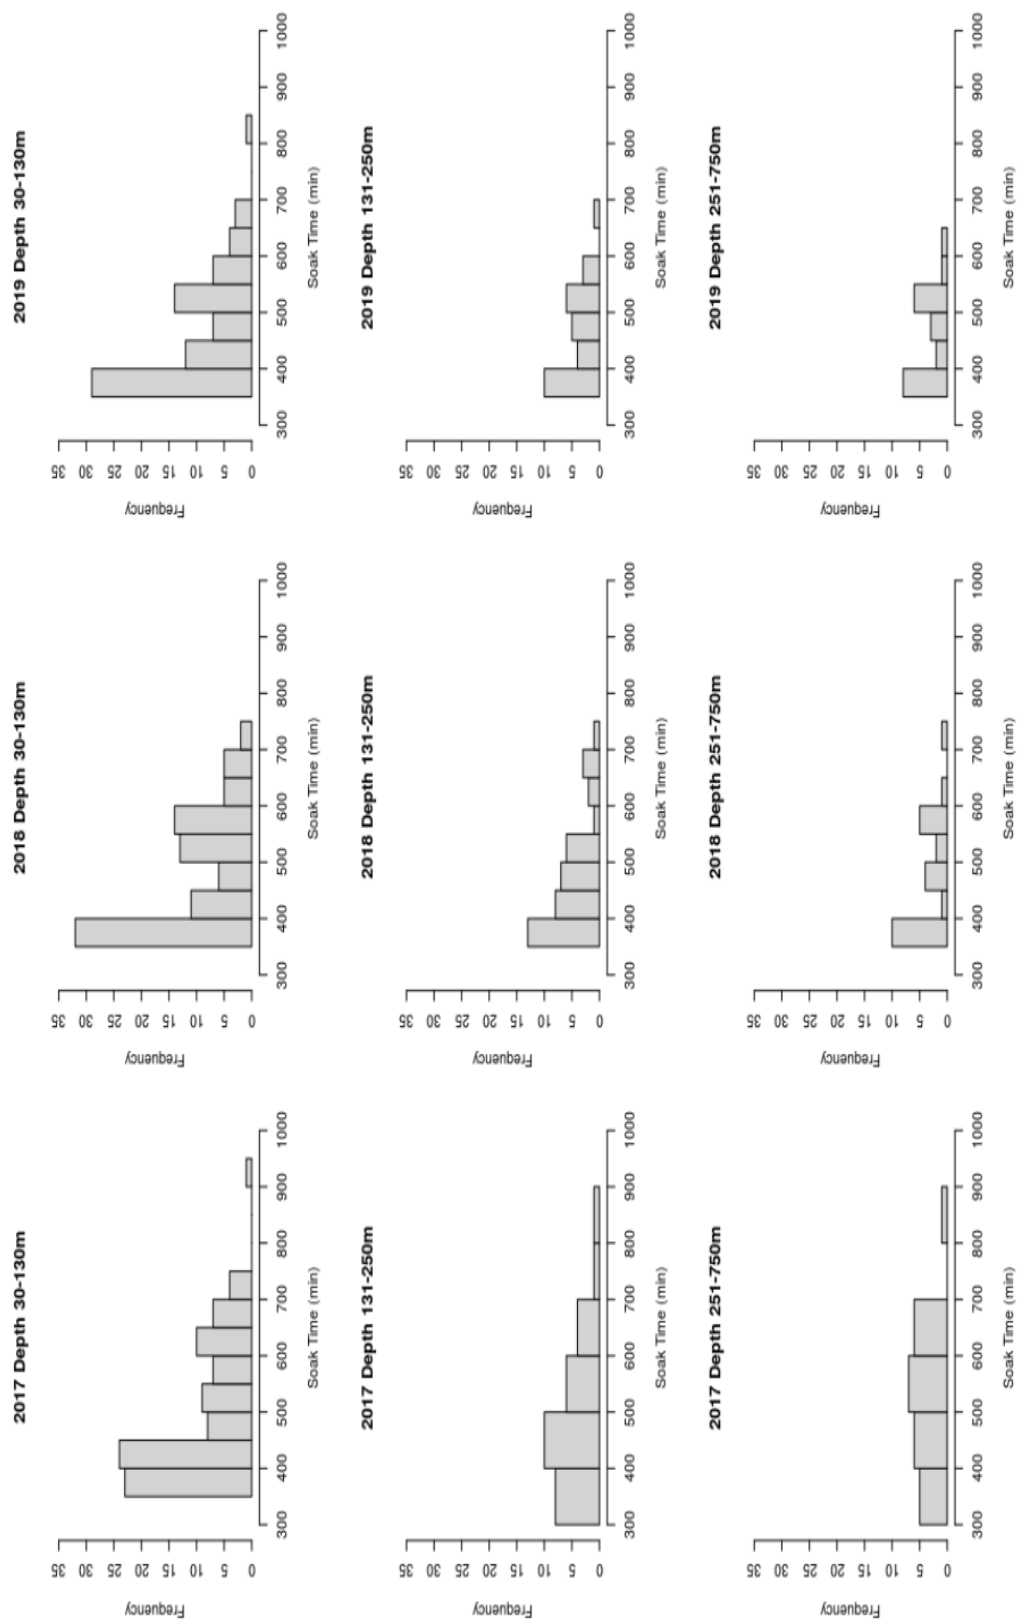 2017 Depth 30-130m
Frequency
0 5 10 15 20 25 30 35
300 400 500 600 700 800 900 1000
Soak Time (min)
2018 Depth 30-130m
Frequency
0 5 10 15 20 25 30 35
300 400 500 600 700 800 900 1000
Soak Time (min)
2019 Depth 30-130m
Frequency
0 5 10 15 20 25 30 35
300 400 500 600 700 800 900 1000
Soak Time (min)
2017 Depth 131-250m
Frequency
0 5 10 15 20 25 30 35
300 400 500 600 700 800 900 1000
Soak Time (min)
2018 Depth 131-250m
Frequency
0 5 10 15 20 25 30 35
300 400 500 600 700 800 900 1000
Soak Time (min)
2019 Depth 131-250m
Frequency
0 5 10 15 20 25 30 35
300 400 500 600 700 800 900 1000
Soak Time (min)
2017 Depth 251-750m
Frequency
0 5 10 15 20 25 30 35
300 400 500 600 700 800 900 1000
Soak Time (min)
2018 Depth 251-750m
Frequency
0 5 10 15 20 25 30 35
300 400 500 600 700 800 900 1000
Soak Time (min)
2019 Depth 251-750m
Frequency
0 5 10 15 20 25 30 35
300 400 500 600 700 800 900 1000
Soak Time (min)